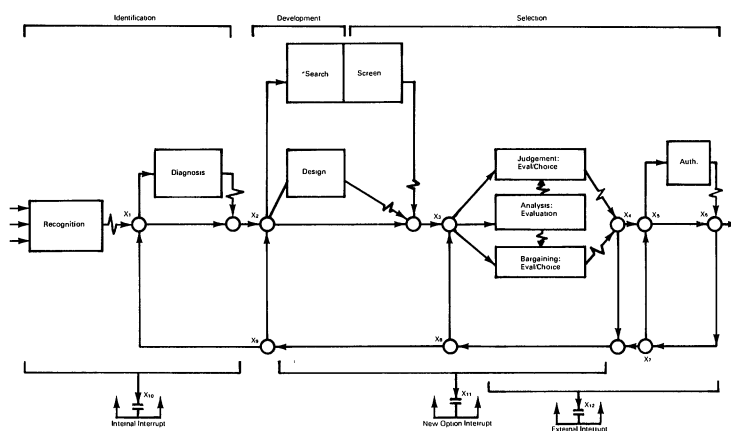 Identification
Development
Selection
*Search
Screen
Diagnosis
Design
Judgement:
Eval/Choice
Auth.
Analysis:
Evaluation
Recognition
X1
X2
X3
X4
X5
X6
Bargaining:
Eval/Choice
X9
X8
X7
X10
X11
X12
Internal Interrupt
New Option Interrupt
External Interrupt